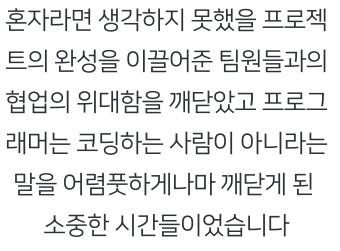 혼자라면 생각하지 못했을 프로젝
트의 완성을 이끌어준 팀원들과의
협업의 위대함을 깨닫았고 프로그
래머는 코딩하는 사람이 아니라는
말을 어렴풋하게나마 깨닫게 된
소중한 시간들이었습니다